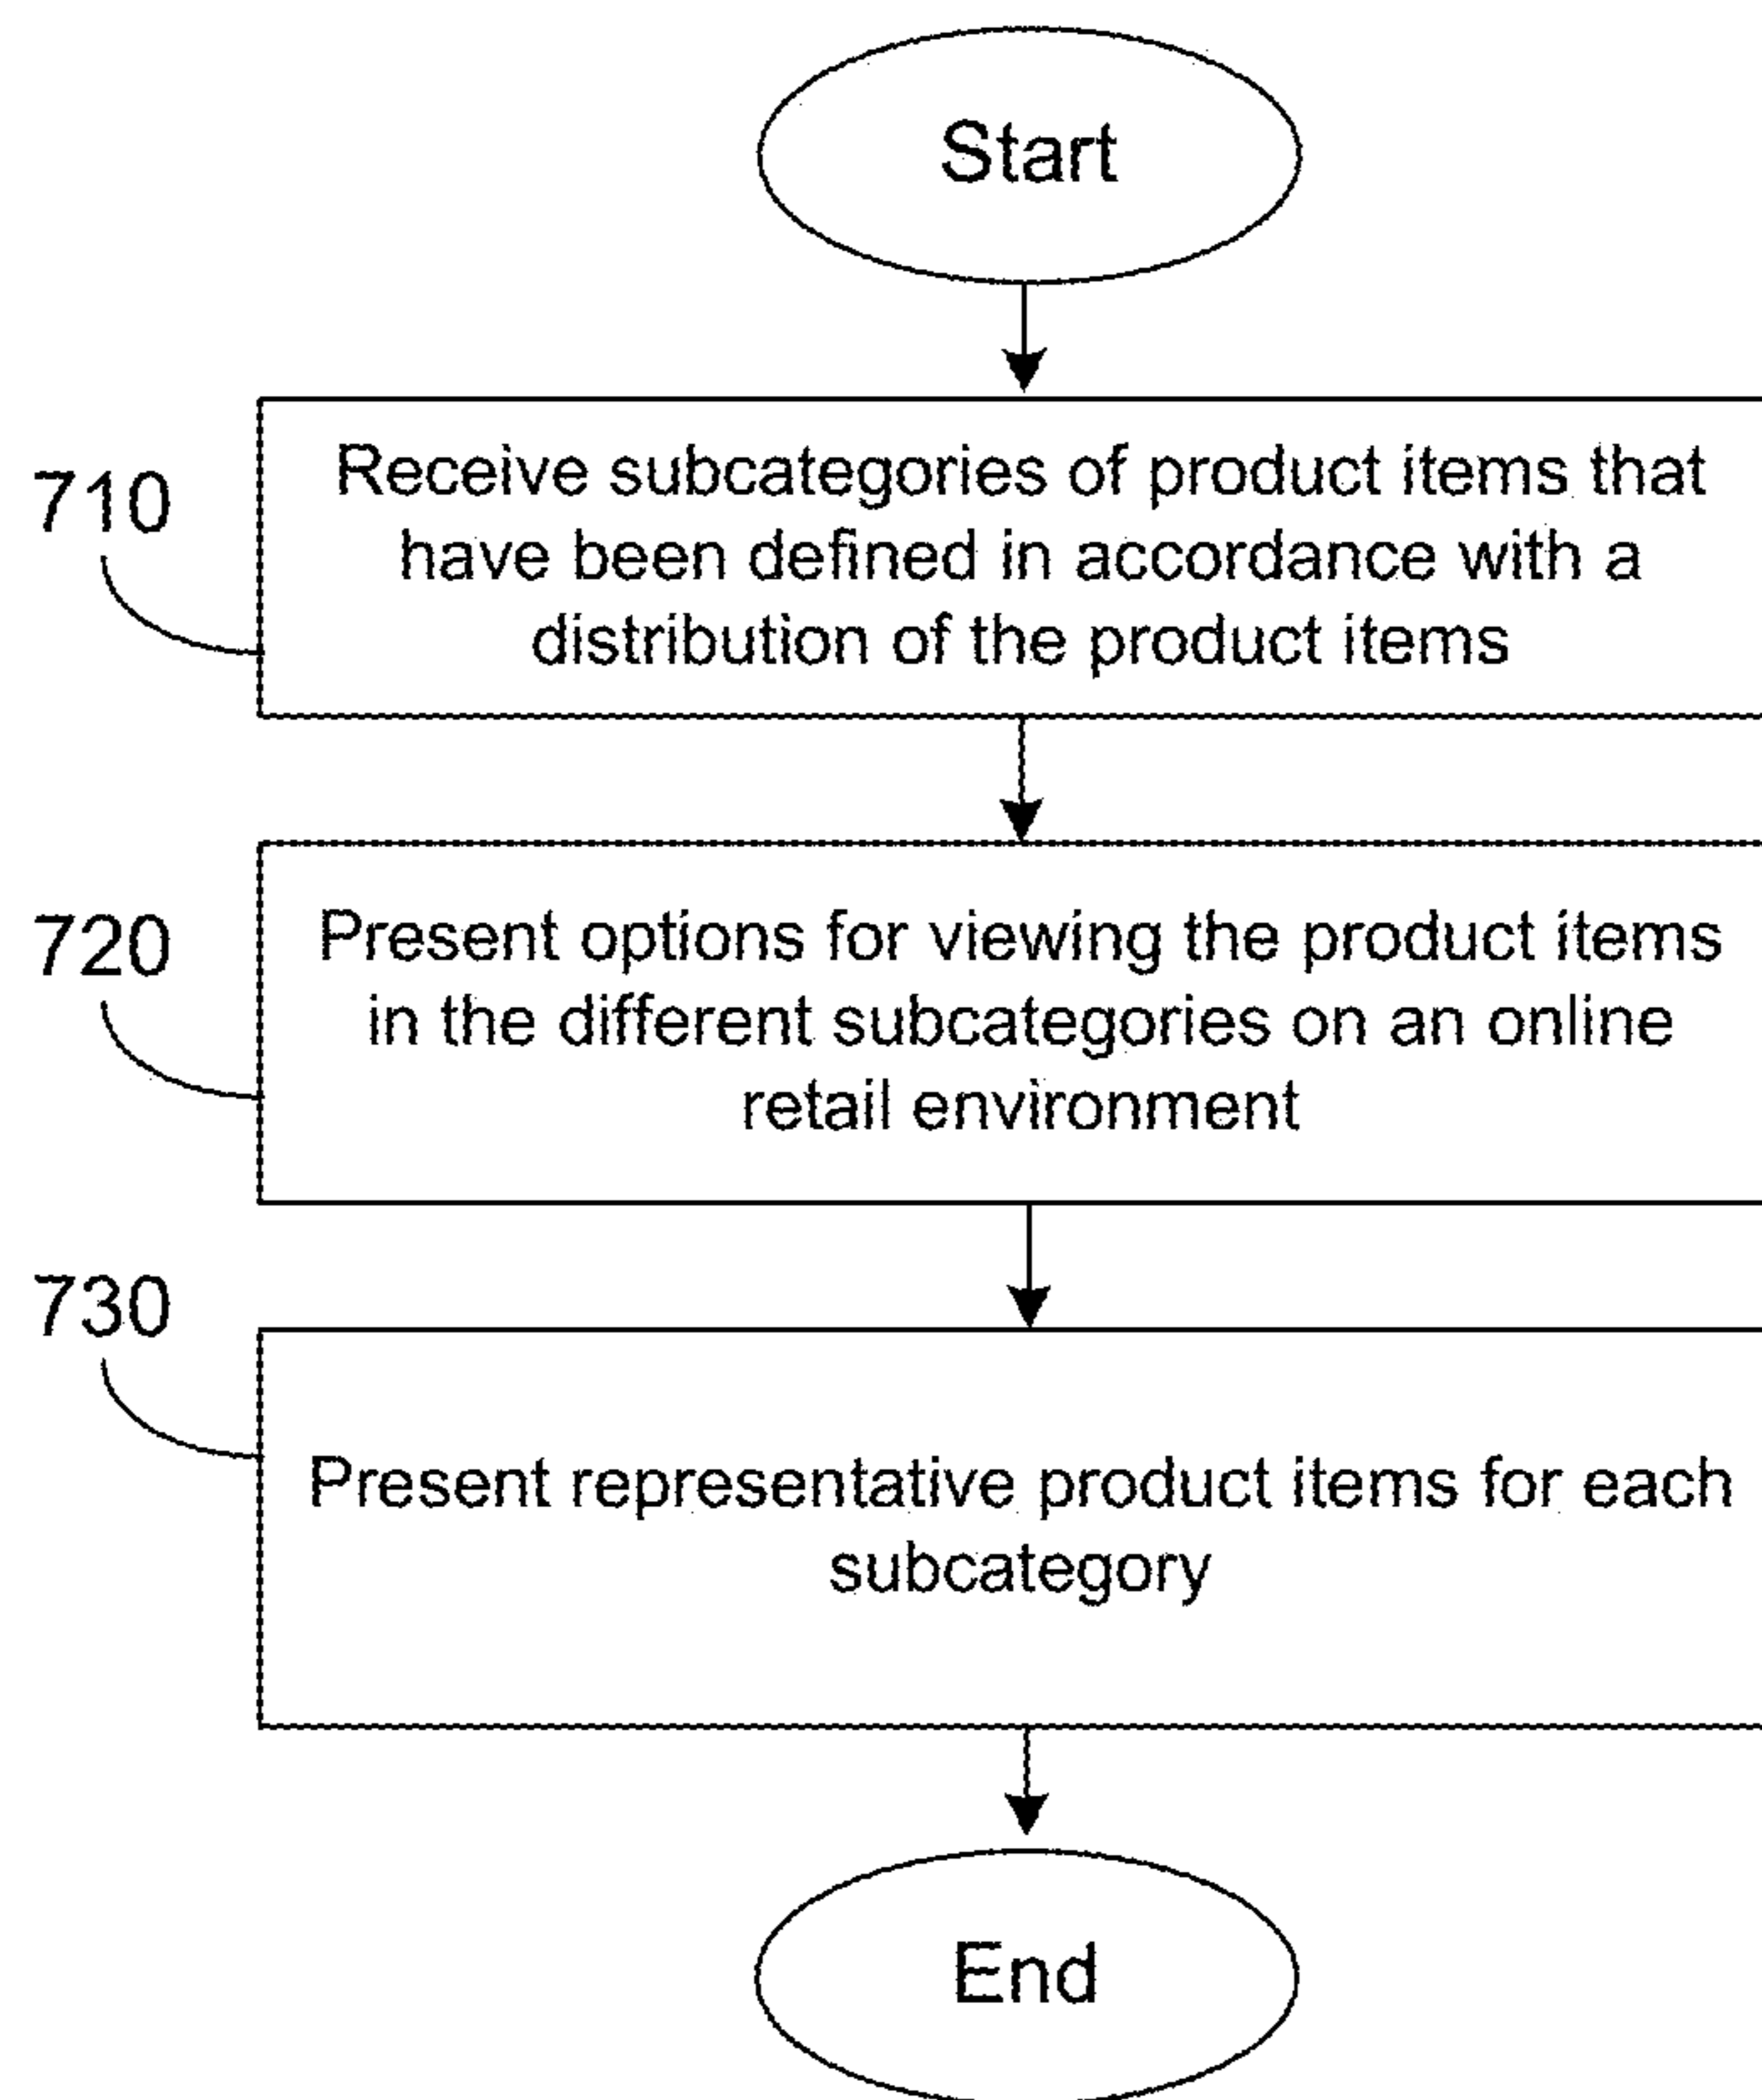 Start
710
Receive subcategories of product items that
have been defined in accordance with a
distribution of the product items
720
Present options for viewing the product items
in the different subcategories on an online
retail environment
730
Present representative product items for each
subcategory
End